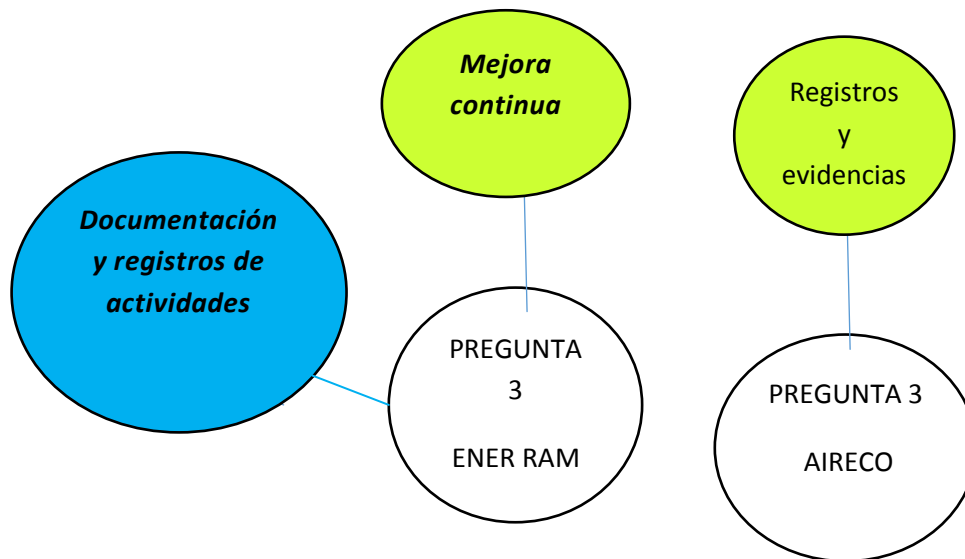 Mejora
continua
Registros
y
evidencias
Documentación
y registros de
actividades
PREGUNTA
3
ENER RAM
PREGUNTA 3
AIRECO